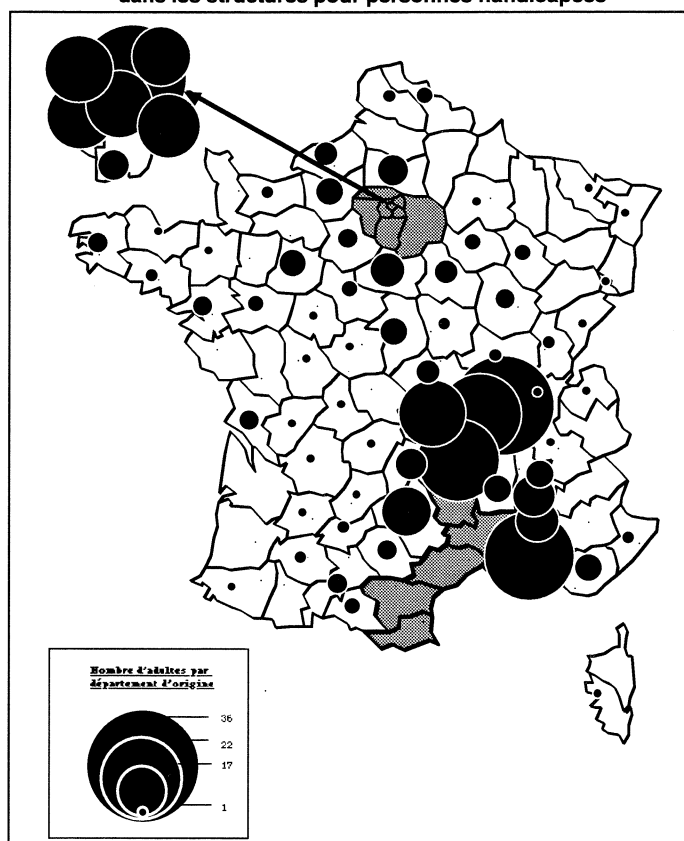 dans les structures pour personnes handicapées
Nombre d'adultes par
département d'origine
36
22
17
1